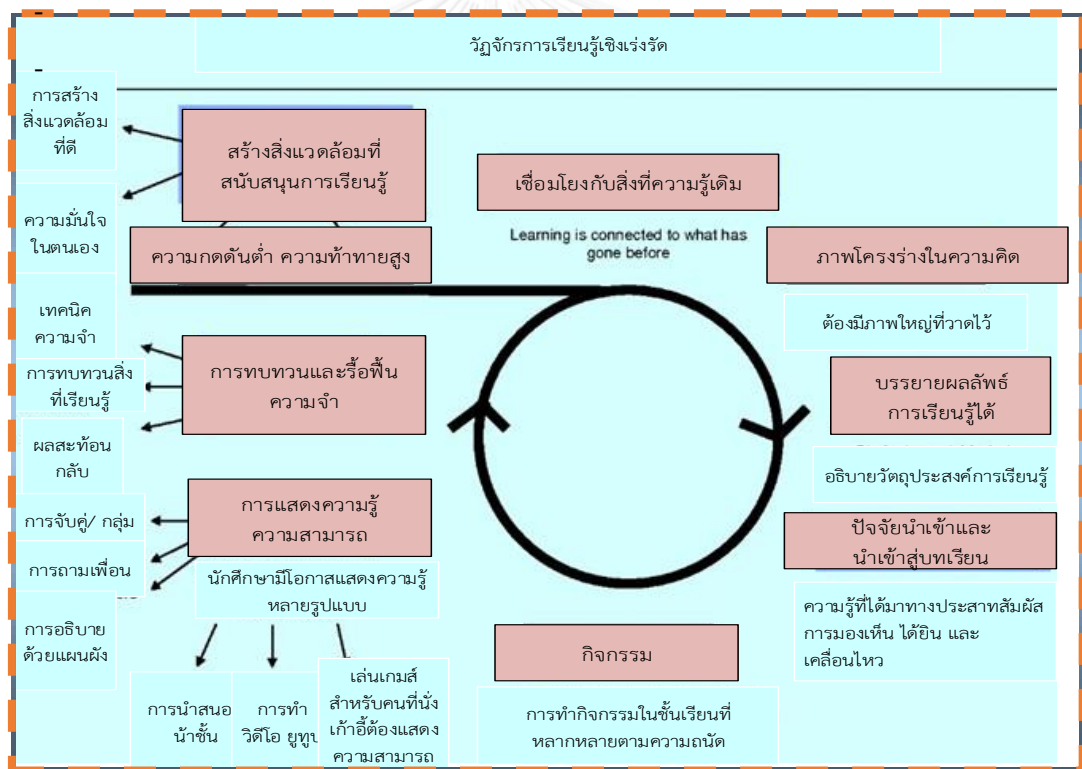 วัฏจักรการเรียนรู้เชิงเร่งรัด
การสร้าง
สิ่งแวดล้อม
ที่ดี
สร้างสิ่งแวดล้อมที่
สนับสนุนการเรียนรู้
ความมั่นใจ
ในตนเอง
ความกดดันต่ำ ความท้าทายสูง
เชื่อมโยงกับสิ่งที่ความรู้เดิม
Learning is connected to what has
gone before
ภาพโครงร่างในความคิด
ต้องมีภาพใหญ่ที่วาดไว้
บรรยายผลลัพธ์
การเรียนรู้ได้
อธิบายวัตถุประสงค์การเรียนรู้
ปัจจัยนำเข้าและ
นำเข้าสู่บทเรียน
ความรู้ที่ได้มาทางประสาทสัมผัส
การมองเห็น ได้ยิน และ
เคลื่อนไหว
กิจกรรม
การทำกิจกรรมในชั้นเรียนที่
หลากหลายตามความถนัด
การแสดงความรู้
ความสามารถ
การจับคู่/ กลุ่ม
การถามเพื่อน
การอธิบาย
ด้วยแผนผัง
นักศึกษามีโอกาสแสดงความรู้
หลายรูปแบบ
การนำสนอ
น้าชั้น
การทำ
วิดีโอ ยูทูป
เล่นเกมส์
สำหรับคนที่นั่ง
เก้าอี้ต้องแสดง
ความสามารถ
การทบทวนและรื้อฟื้น
ความจำ
เทคนิค
ความจำ
การทบทวนสิ่ง
ที่เรียนรู้
ผลสะท้อน
กลับ